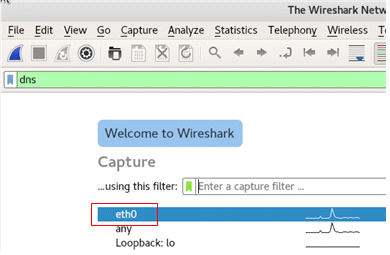 The Wireshark Netw
File Edit View Go Capture Analyze Statistics Telephony Wireless
dns
Welcome to Wireshark
Capture
...using this filter: Enter a capture filter ...
eth0
any
Loopback: lo